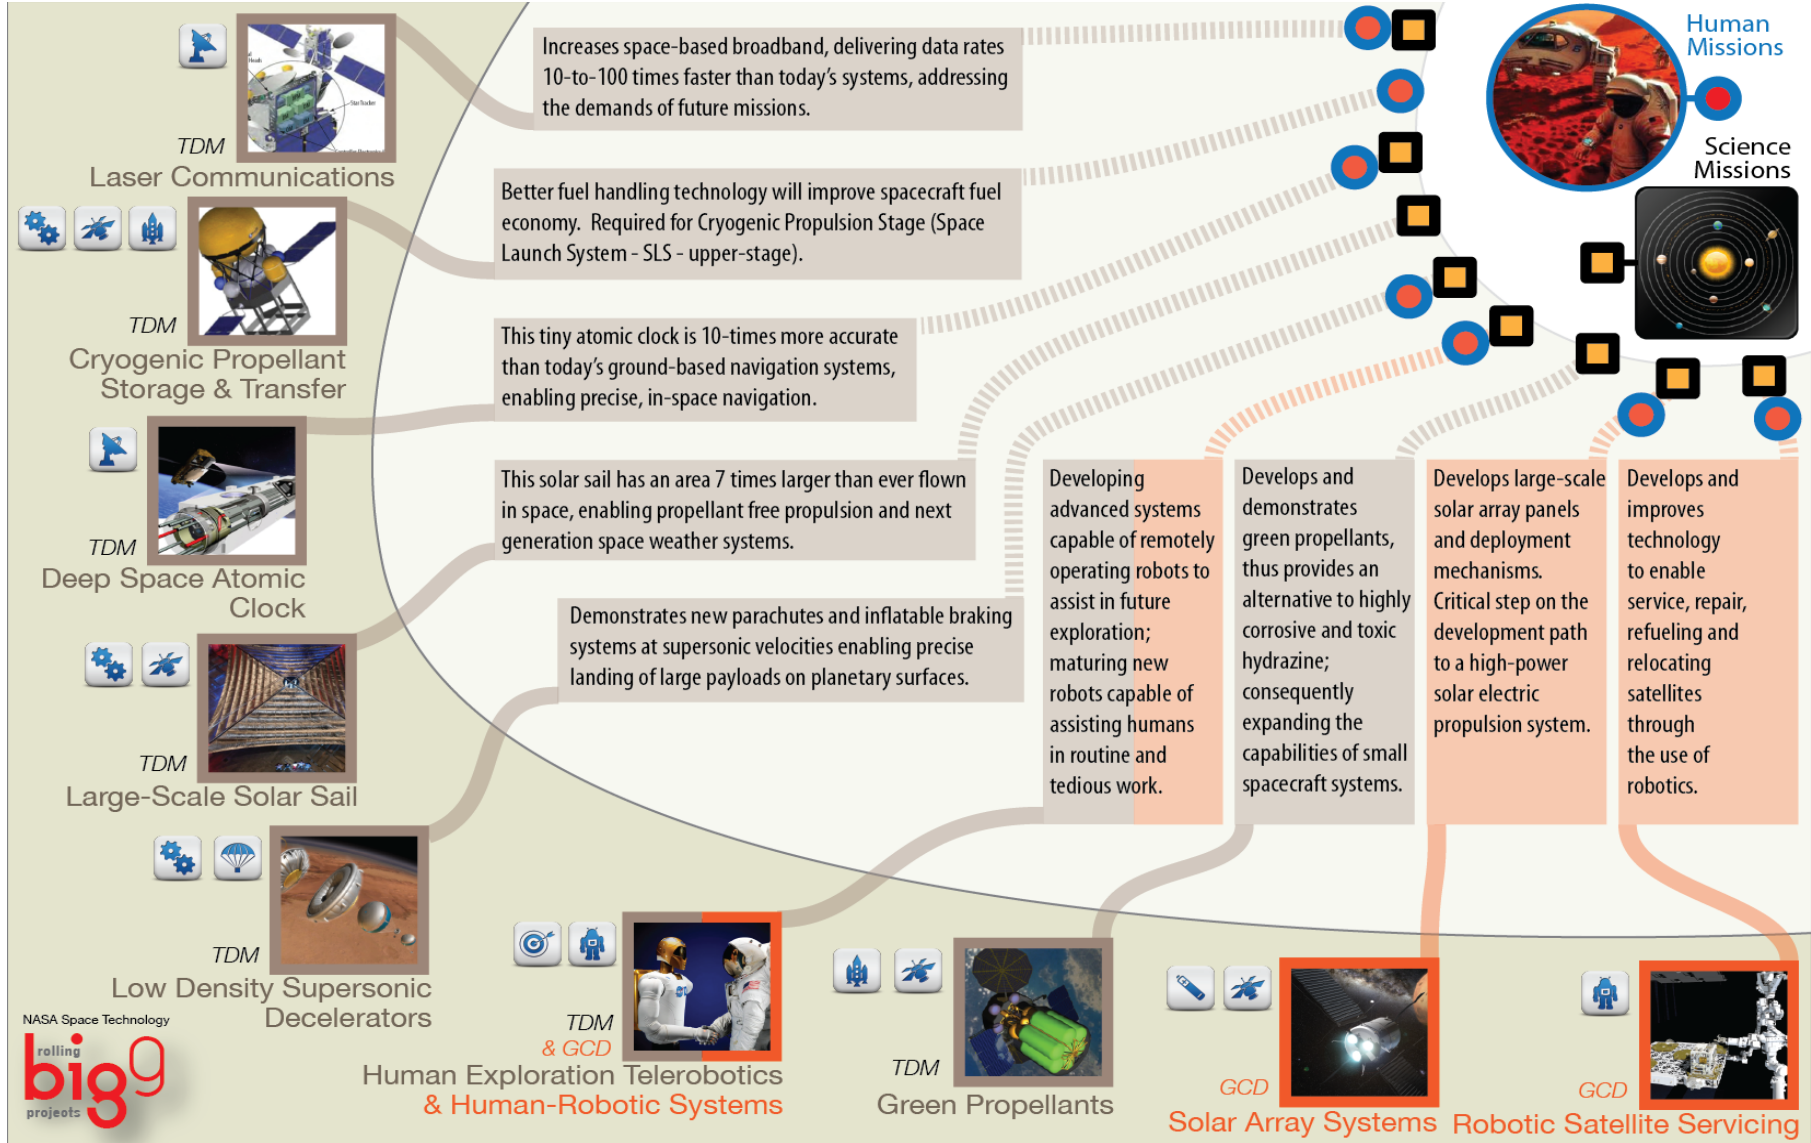 Human
Missions
Science
Missions
Increases space-based broadband, delivering data rates
10-to-100 times faster than today's systems, addressing
the demands of future missions.
TDM
Laser Communications
Better fuel handling technology will improve spacecraft fuel
economy. Required for Cryogenic Propulsion Stage (Space
Launch System - SLS - upper-stage).
TDM
Cryogenic Propellant
Storage & Transfer
This tiny atomic clock is 10-times more accurate
than today's ground-based navigation systems,
enabling precise, in-space navigation.
TDM
Deep Space Atomic
Clock
This solar sail has an area 7 times larger than ever flown
in space, enabling propellant free propulsion and next
generation space weather systems.
TDM
Large-Scale Solar Sail
Demonstrates new parachutes and inflatable braking
systems at supersonic velocities enabling precise
landing of large payloads on planetary surfaces.
TDM
Low Density Supersonic
Decelerators
Developing
advanced systems
capable of remotely
operating robots to
assist in future
exploration;
maturing new
robots capable of
assisting humans
in routine and
tedious work.
TDM
& GCD
Human Exploration Telerobotics
& Human-Robotic Systems
Develops and
demonstrates
green propellants,
thus provides an
alternative to highly
corrosive and toxic
hydrazine;
consequently
expanding the
capabilities of small
spacecraft systems.
TDM
Green Propellants
Develops large-scale
solar array panels
and deployment
mechanisms.
Critical step on the
development path
to a high-power
solar electric
propulsion system.
GCD
Solar Array Systems
Develops and
improves
technology
to enable
service, repair,
refueling and
relocating
satellites
through
the use of
robotics.
GCD
Robotic Satellite Servicing
NASA Space Technology
rolling
big 9
projects